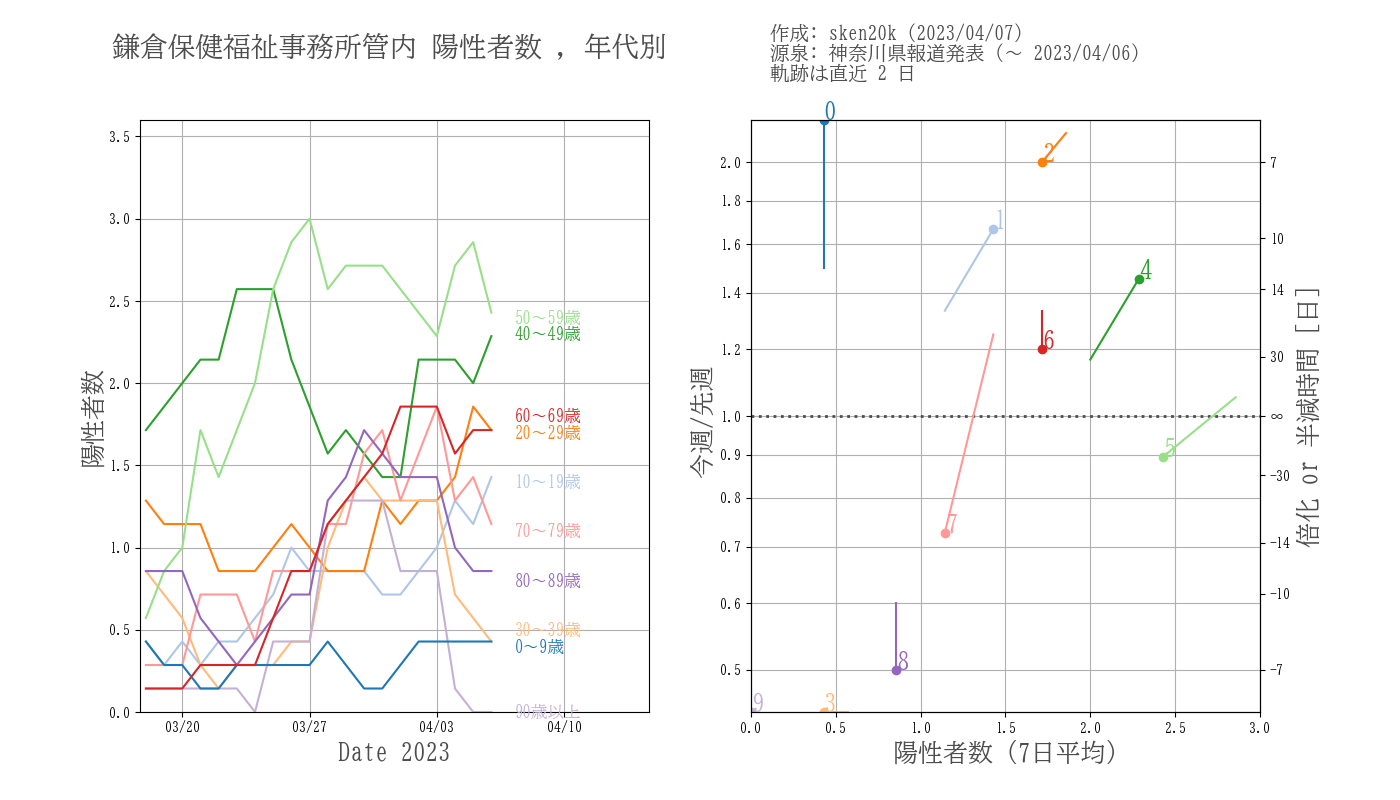 鎌倉保健福祉事務所管内 陽性者数 , 年代別
作成: sken20k (2023/04/07)
源泉: 神奈川県報道発表 (〜 2023/04/06)
軌跡は直近 2 日
陽性者数
3.5
3.0
2.5
2.0
1.5
1.0
0.5
0.0
50〜59歳
40〜49歳
60〜69歳
20〜29歳
10〜19歳
70〜79歳
80〜89歳
30〜39歳
0〜9歳
90歳以上
03/20
03/27
04/03
04/10
Date 2023
今週/先週
2.0
1.8
1.6
1.4
1.2
1.0
0.9
0.8
0.7
0.6
0.5
0
2
1
4
6
5
7
8
9
3
7
10
14
30
∞
−30
−14
−10
−7
倍化 or 半減時間 [日]
0.0
0.5
1.0
1.5
2.0
2.5
3.0
陽性者数 (7日平均)